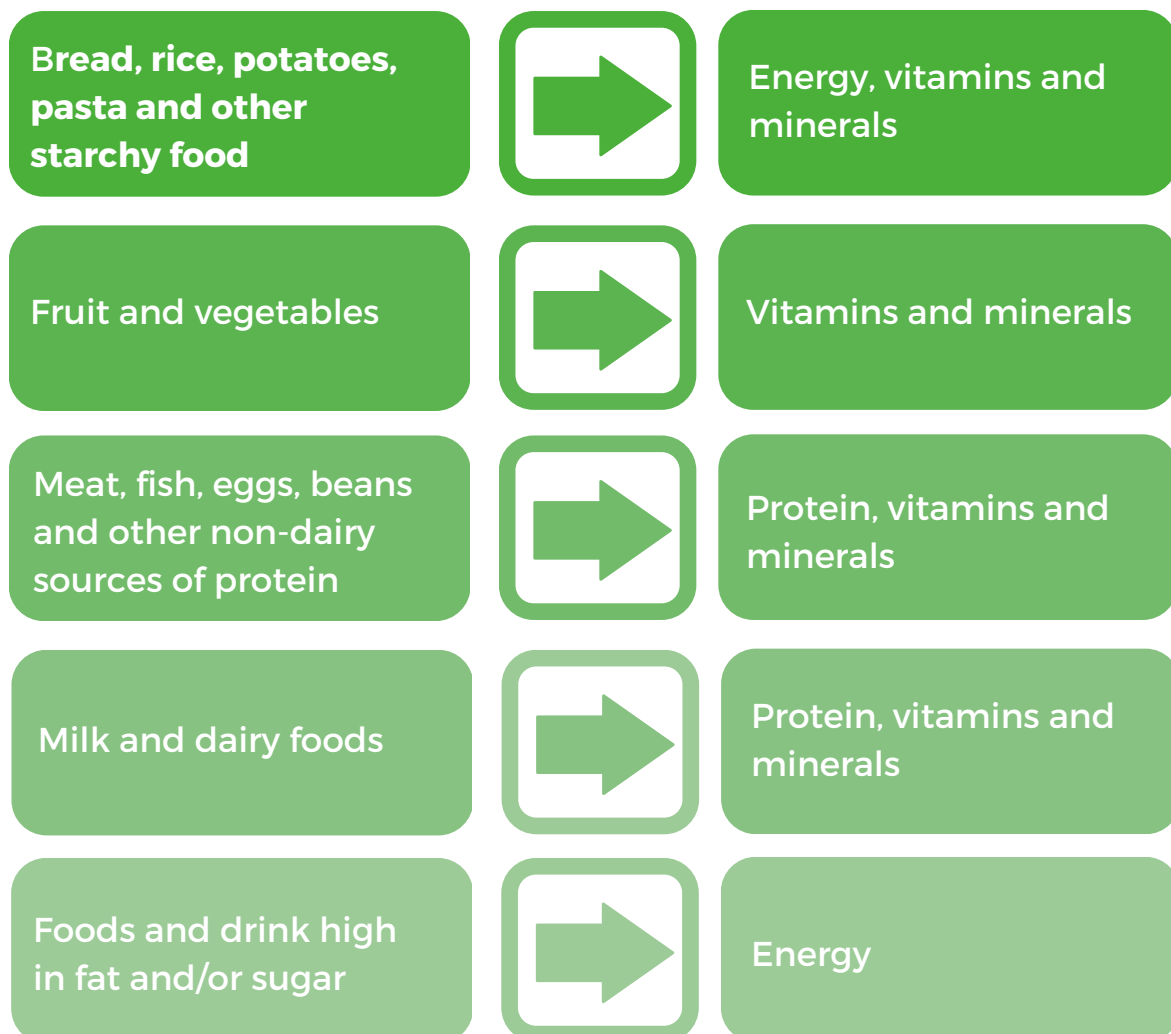 Bread, rice, potatoes,
pasta and other
starchy food
Energy, vitamins and
minerals
Fruit and vegetables
Vitamins and minerals
Meat, fish, eggs, beans
and other non-dairy
sources of protein
Protein, vitamins and
minerals
Milk and dairy foods
Protein, vitamins and
minerals
Foods and drink high
in fat and/or sugar
Energy